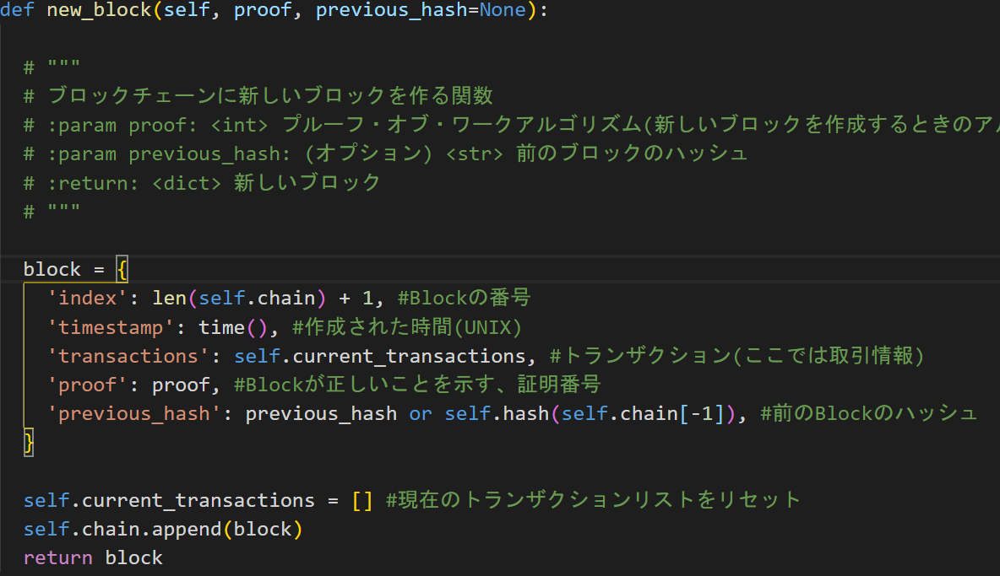 def new_block(self, proof, previous_hash=None):
# """
# ブロックチェーンに新しいブロックを作る関数
# :param proof: <int> プルーフ・オブ・ワークアルゴリズム(新しいブロックを作成するときのア
# :param previous_hash: (オプション) <str> 前のブロックのハッシュ
# :return: <dict> 新しいブロック
# """
block = {
'index': len(self.chain) + 1, #Blockの番号
'timestamp': time(), #作成された時間(UNIX)
'transactions': self.current_transactions, #トランザクション(ここでは取引情報)
'proof': proof, #Blockが正しいことを示す、証明番号
'previous_hash': previous_hash or self.hash(self.chain[-1]), #前のBlockのハッシュ
}
self.current_transactions = [] #現在のトランザクションリストをリセット
self.chain.append(block)
return block